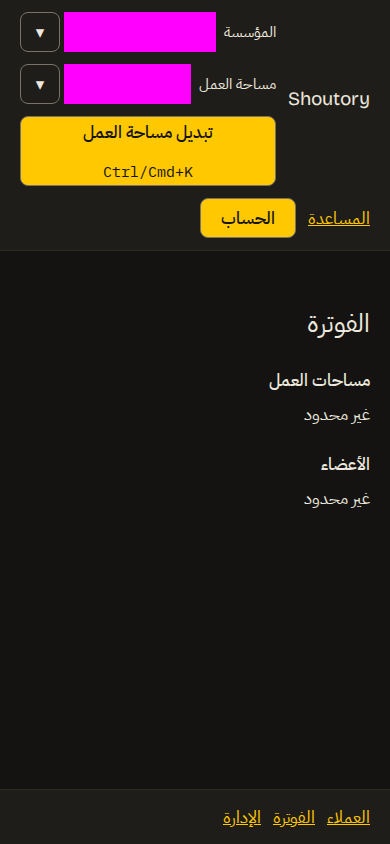 المؤسسة
▼
مساحة العمل
▼
Shoutory
تبديل مساحة العمل
Ctrl/Cmd+K
المساعدة
الحساب
الفوترة
مساحات العمل
غير محدود
الأعضاء
غير محدود
العملاء الفوترة الإدارة